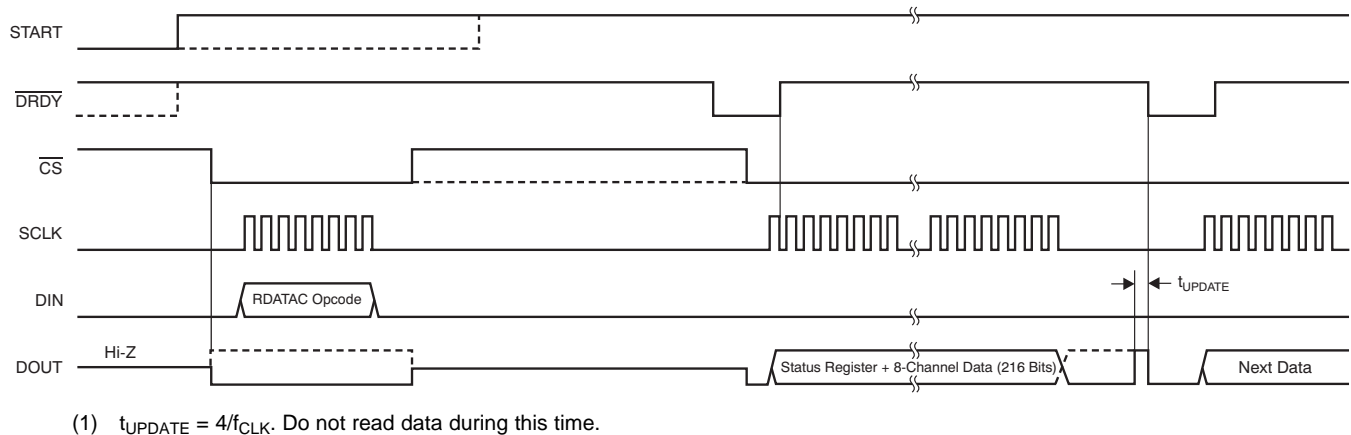 START
DRDY
CS
SCLK
DIN
RDATAC Opcode
tUPDATE
DOUT
Hi-Z
Status Register + 8-Channel Data (216 Bits)
Next Data
(1) tUPDATE = 4/fCLK. Do not read data during this time.